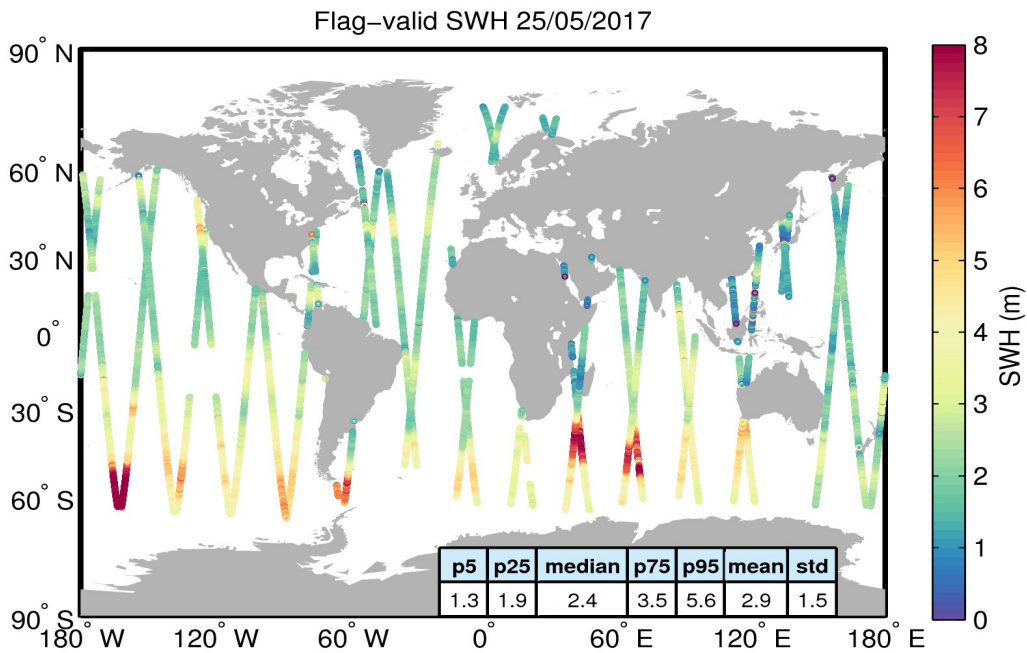 Flag−valid SWH 25/05/2017
90° N
60° N
30° N
0°
30° S
60° S
90° S
180° W
120° W
60° W
0°
60° E
120° E
180° E
p5 p25 median p75 p95 mean std
1.3 1.9 2.4 3.5 5.6 2.9 1.5
8
7
6
5
4
3
2
1
0
SWH (m)